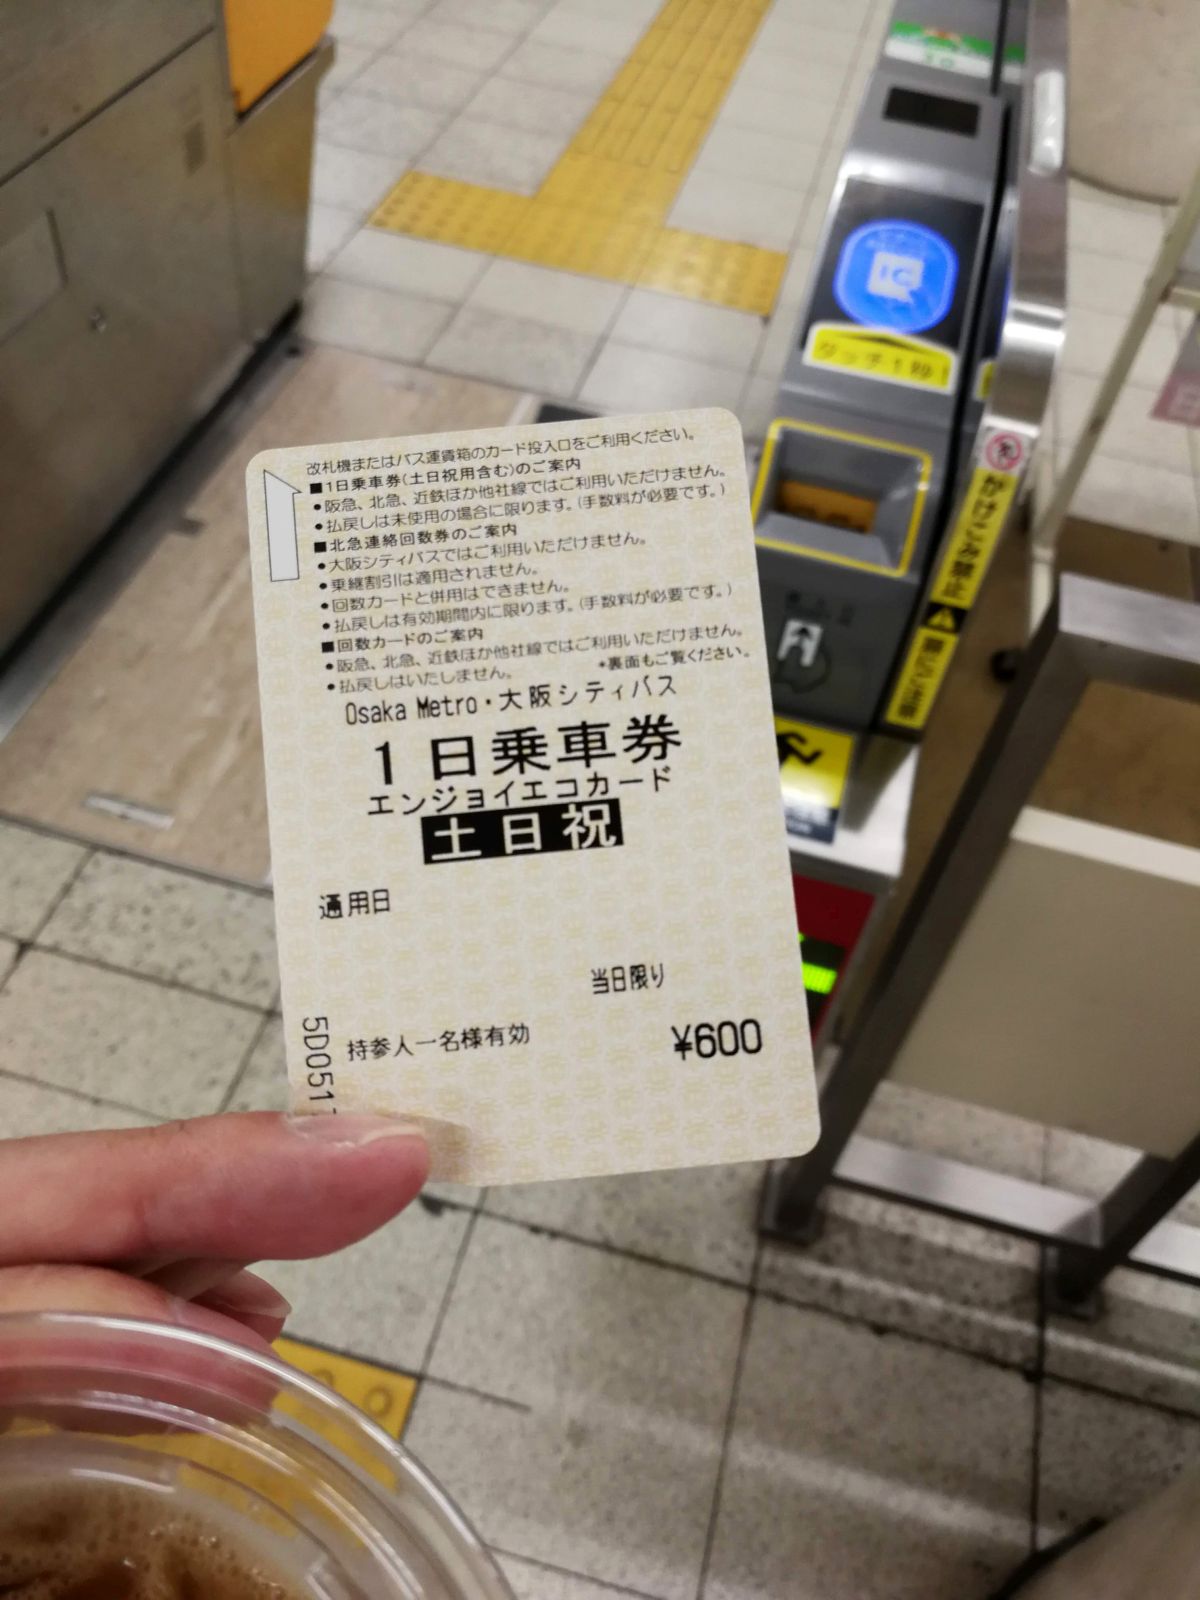 改札機またはバス運賃箱のカード投入口をご利用ください。
■1日乗車券(土日祝用含む)のご案内
●阪急、北急、近鉄ほか他社線ではご利用いただけません。
●払戻しは未使用の場合に限ります。(手数料が必要です。)
■北急連絡回数券のご案内
●大阪シティバスではご利用いただけません。
●乗継割引は適用されません。
●回数カードと併用はできません。
●払戻しは有効期間内に限ります。(手数料が必要です。)
■回数カードのご案内
●阪急、北急、近鉄ほか他社線ではご利用いただけません。
●払戻しはいたしません。 *裏面もご覧ください。
Osaka Metro・大阪シティバス
1日乗車券
エンジョイエコカード
土日祝
通用日
当日限り
持参人一名様有効 ¥600
5D051
IC
タッチ1秒!
かけこみ禁止